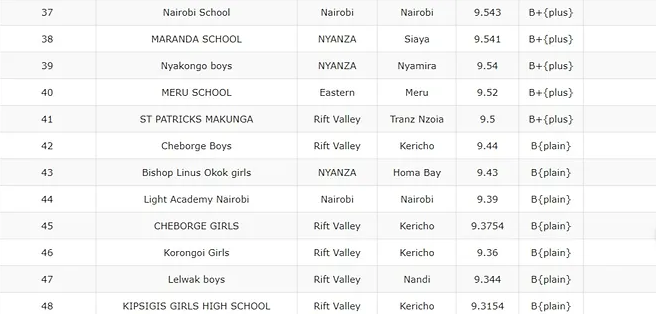 37 Nairobi School Nairobi Nairobi 9.543 B+{plus}
38 MARANDA SCHOOL NYANZA Siaya 9.541 B+{plus}
39 Nyakongo boys NYANZA Nyamira 9.54 B+{plus}
40 MERU SCHOOL Eastern Meru 9.52 B+{plus}
41 ST PATRICKS MAKUNGA Rift Valley Tranz Nzoia 9.5 B+{plus}
42 Cheborge Boys Rift Valley Kericho 9.44 B{plain}
43 Bishop Linus Okok girls NYANZA Homa Bay 9.43 B{plain}
44 Light Academy Nairobi Nairobi Nairobi 9.39 B{plain}
45 CHEBORGE GIRLS Rift Valley Kericho 9.3754 B{plain}
46 Korongoi Girls Rift Valley Kericho 9.36 B{plain}
47 Lelwak boys Rift Valley Nandi 9.344 B{plain}
48 KIPSIGIS GIRLS HIGH SCHOOL Rift Valley Kericho 9.3154 B{plain}